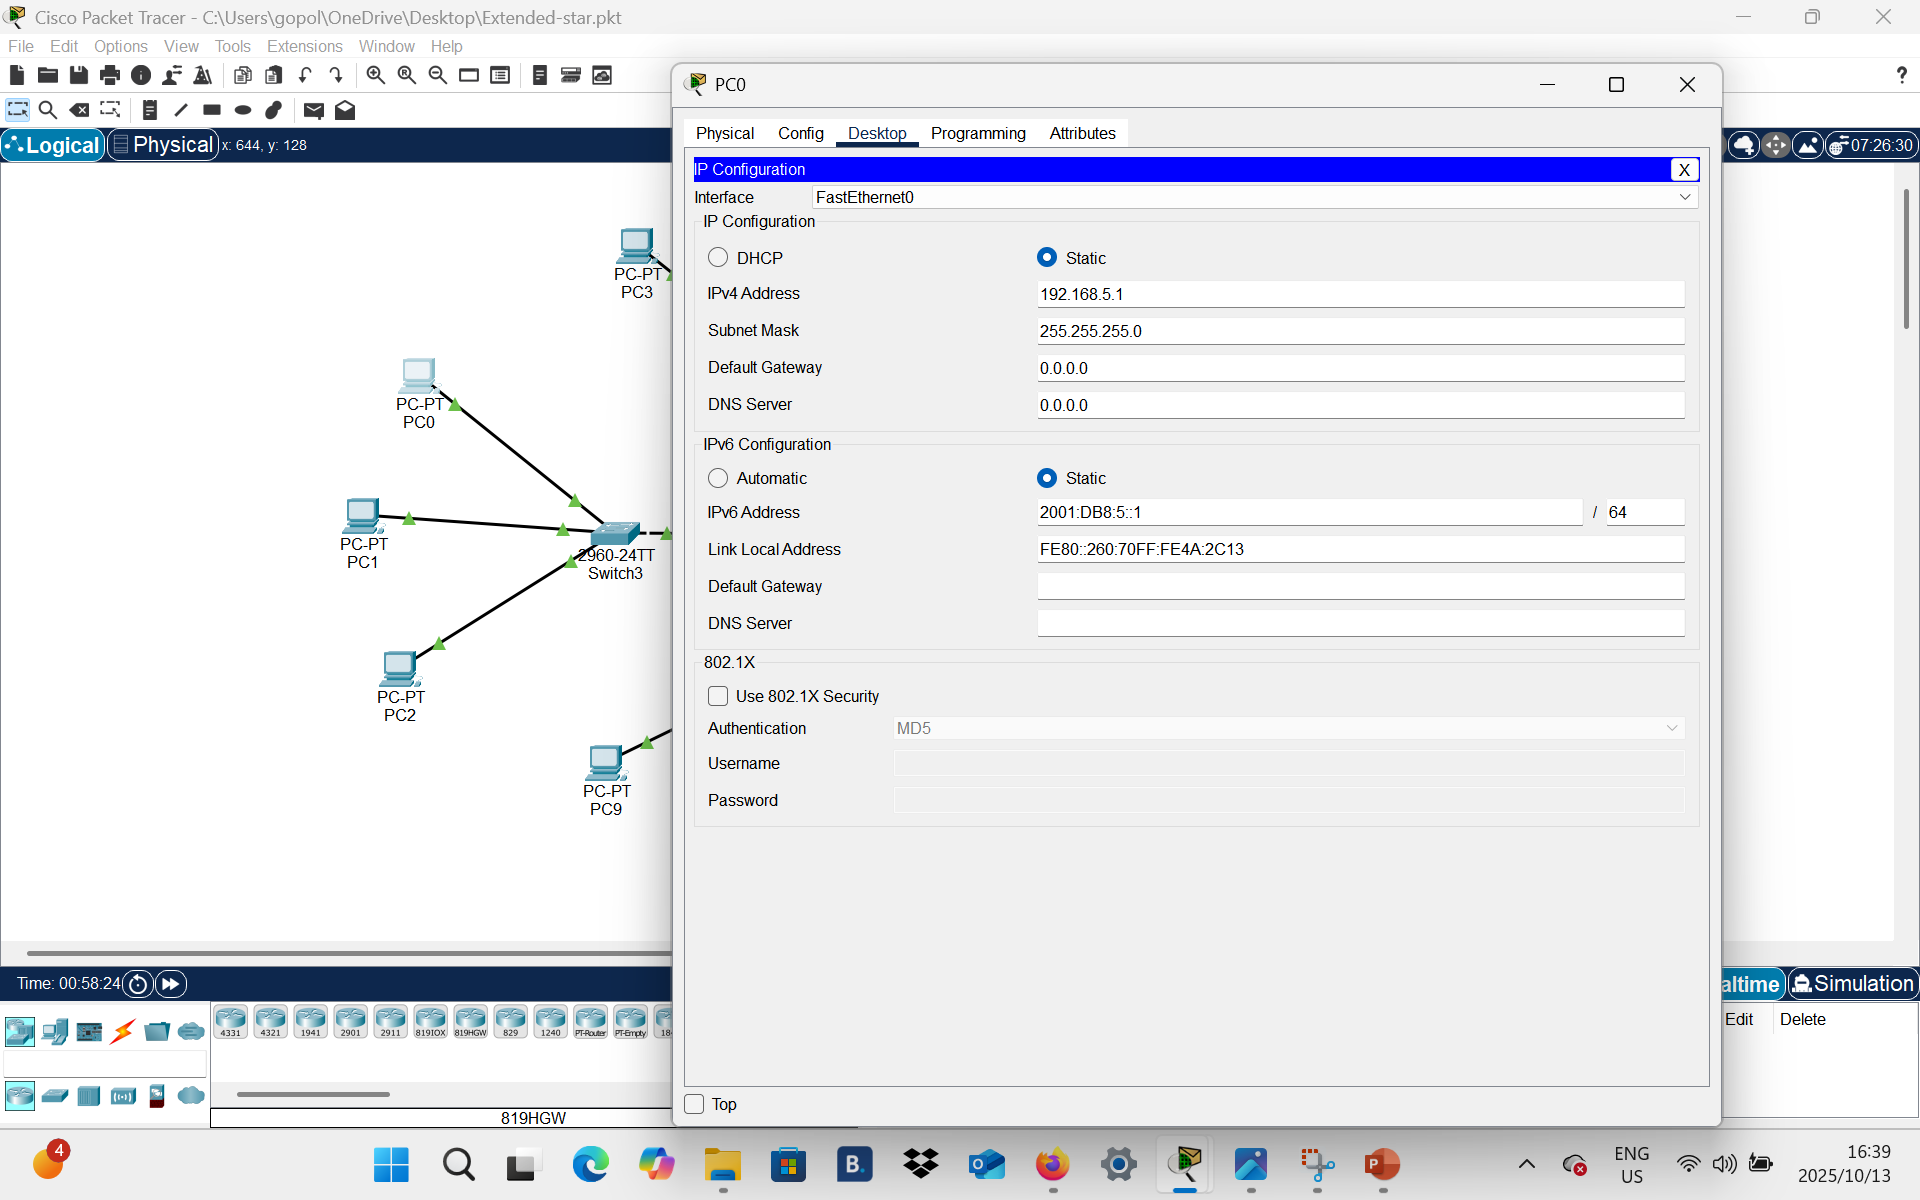 Cisco Packet Tracer - C:\Users\gopol\OneDrive\Desktop\Extended-star.pkt
File Edit Options View Tools Extensions Window Help
?
Logical Physical x: 644, y: 128
07:26:30
PC-PT
PC3
PC-PT
PC0
PC-PT
PC1
2960-24TT
Switch3
PC-PT
PC2
PC-PT
PC9
PC0
Physical Config Desktop Programming Attributes
IP Configuration X
Interface FastEthernet0
IP Configuration
DHCP Static
IPv4 Address 192.168.5.1
Subnet Mask 255.255.255.0
Default Gateway 0.0.0.0
DNS Server 0.0.0.0
IPv6 Configuration
Automatic Static
IPv6 Address 2001:DB8:5::1 / 64
Link Local Address FE80::260:70FF:FE4A:2C13
Default Gateway
DNS Server
802.1X
Use 802.1X Security
Authentication MD5
Username
Password
Top
Time: 00:58:24
altime Simulation
Edit Delete
4331 4321 1941 2901 2911 819IOX 819HGW 829 1240 PT-Router PT-Empty 18
819HGW
4
B.
ENG
US
16:39
2025/10/13